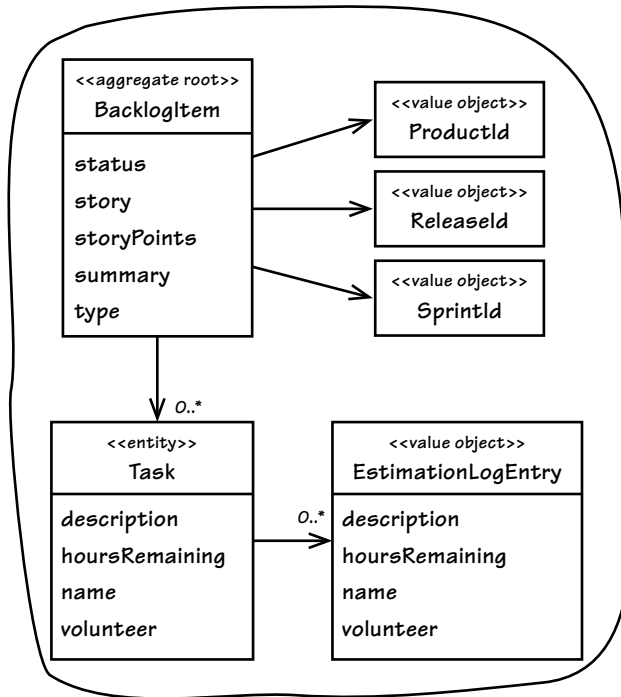 <<aggregate root>>
BacklogItem
status
story
storyPoints
summary
type
<<value object>>
ProductId
<<value object>>
ReleaseId
<<value object>>
SprintId
0..*
<<entity>>
Task
description
hoursRemaining
name
volunteer
0..*
<<value object>>
EstimationLogEntry
description
hoursRemaining
name
volunteer